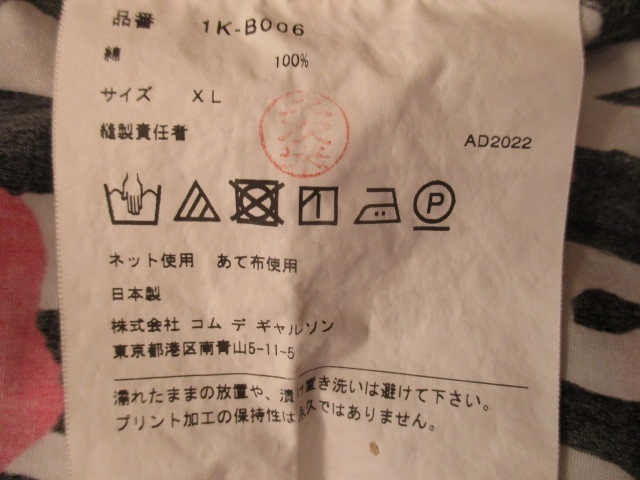 品番 1K-B006
綿 100%
サイズ XL
縫製責任者
AD2022
P
ネット使用 あて布使用
日本製
株式会社 コム デ ギャルソン
東京都港区南青山5-11-5
濡れたままの放置や、漬け置き洗いは避けて下さい。
プリント加工の保持性は永久ではありません。